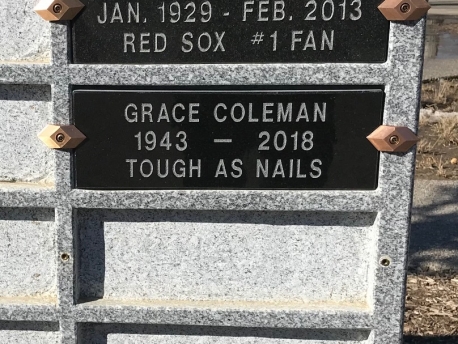 JAN. 1929 - FEB. 2013
RED SOX #1 FAN
GRACE COLEMAN
1943 — 2018
TOUGH AS NAILS